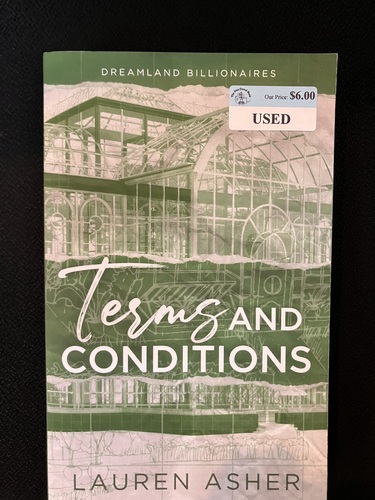 DREAMLAND BILLIONAIRES
Our Price: $6.00
USED
Terms AND
CONDITIONS
LAUREN ASHER